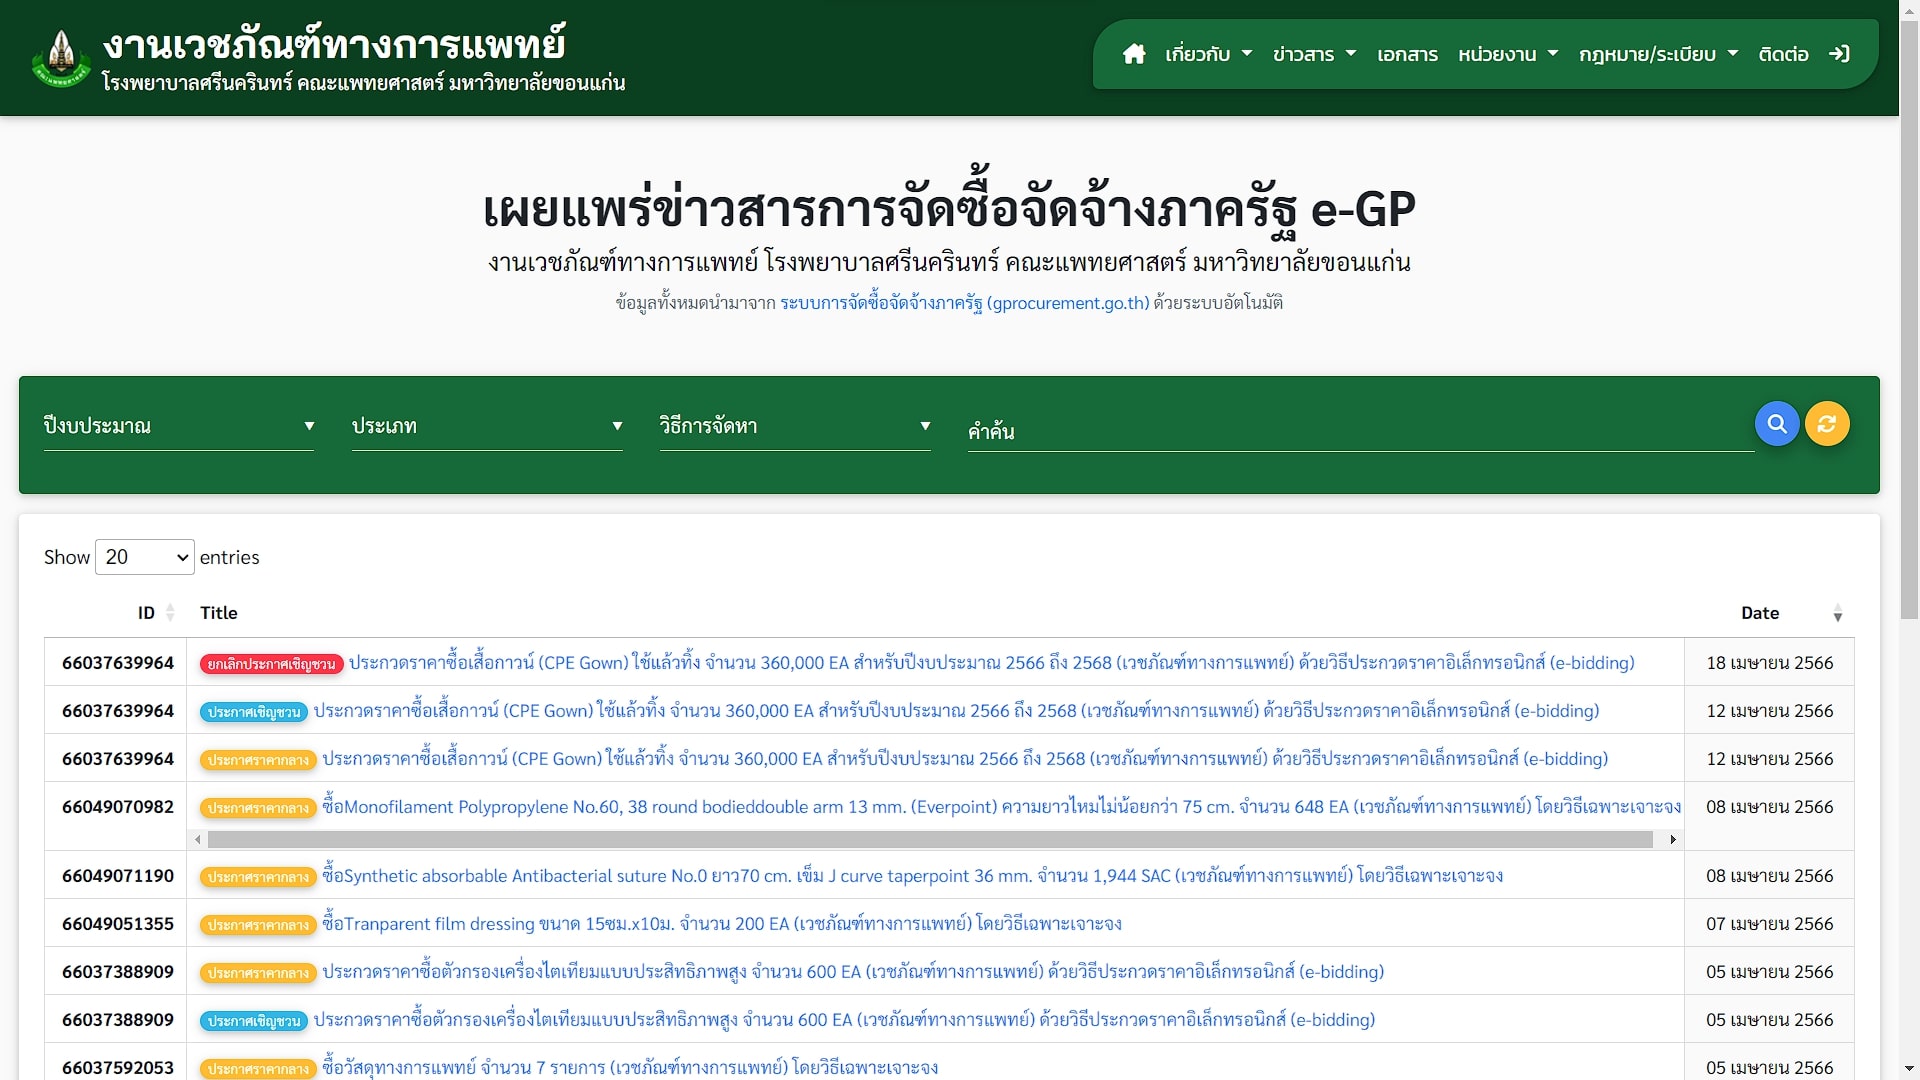 งานเวชภัณฑ์ทางการแพทย์
โรงพยาบาลศรีนครินทร์ คณะแพทยศาสตร์ มหาวิทยาลัยขอนแก่น
เกี่ยวกับ ข่าวสาร เอกสาร หน่วยงาน กฎหมาย/ระเบียบ ติดต่อ
เผยแพร่ข่าวสารการจัดซื้อจัดจ้างภาครัฐ e-GP
งานเวชภัณฑ์ทางการแพทย์ โรงพยาบาลศรีนครินทร์ คณะแพทยศาสตร์ มหาวิทยาลัยขอนแก่น
ข้อมูลทั้งหมดนำมาจาก ระบบการจัดซื้อจัดจ้างภาครัฐ (gprocurement.go.th) ด้วยระบบอัตโนมัติ
ปีงบประมาณ ประเภท วิธีการจัดหา คำค้น
Show 20 entries
ID Title Date
66037639964 ยกเลิกประกาศเชิญชวน ประกวดราคาซื้อเสื้อกาวน์ (CPE Gown) ใช้แล้วทิ้ง จำนวน 360,000 EA สำหรับปีงบประมาณ 2566 ถึง 2568 (เวชภัณฑ์ทางการแพทย์) ด้วยวิธีประกวดราคาอิเล็กทรอนิกส์ (e-bidding) 18 เมษายน 2566
66037639964 ประกาศเชิญชวน ประกวดราคาซื้อเสื้อกาวน์ (CPE Gown) ใช้แล้วทิ้ง จำนวน 360,000 EA สำหรับปีงบประมาณ 2566 ถึง 2568 (เวชภัณฑ์ทางการแพทย์) ด้วยวิธีประกวดราคาอิเล็กทรอนิกส์ (e-bidding) 12 เมษายน 2566
66037639964 ประกาศราคากลาง ประกวดราคาซื้อเสื้อกาวน์ (CPE Gown) ใช้แล้วทิ้ง จำนวน 360,000 EA สำหรับปีงบประมาณ 2566 ถึง 2568 (เวชภัณฑ์ทางการแพทย์) ด้วยวิธีประกวดราคาอิเล็กทรอนิกส์ (e-bidding) 12 เมษายน 2566
66049070982 ประกาศราคากลาง ซื้อMonofilament Polypropylene No.60, 38 round bodieddouble arm 13 mm. (Everpoint) ความยาวไหมไม่น้อยกว่า 75 cm. จำนวน 648 EA (เวชภัณฑ์ทางการแพทย์) โดยวิธีเฉพาะเจาะจง 08 เมษายน 2566
66049071190 ประกาศราคากลาง ซื้อSynthetic absorbable Antibacterial suture No.0 ยาว70 cm. เข็ม J curve taperpoint 36 mm. จำนวน 1,944 SAC (เวชภัณฑ์ทางการแพทย์) โดยวิธีเฉพาะเจาะจง 08 เมษายน 2566
66049051355 ประกาศราคากลาง ซื้อTranparent film dressing ขนาด 15ซม.x10ม. จำนวน 200 EA (เวชภัณฑ์ทางการแพทย์) โดยวิธีเฉพาะเจาะจง 07 เมษายน 2566
66037388909 ประกาศราคากลาง ประกวดราคาซื้อตัวกรองเครื่องไตเทียมแบบประสิทธิภาพสูง จำนวน 600 EA (เวชภัณฑ์ทางการแพทย์) ด้วยวิธีประกวดราคาอิเล็กทรอนิกส์ (e-bidding) 05 เมษายน 2566
66037388909 ประกาศเชิญชวน ประกวดราคาซื้อตัวกรองเครื่องไตเทียมแบบประสิทธิภาพสูง จำนวน 600 EA (เวชภัณฑ์ทางการแพทย์) ด้วยวิธีประกวดราคาอิเล็กทรอนิกส์ (e-bidding) 05 เมษายน 2566
66037592053 ประกาศราคากลาง ซื้อวัสดุทางการแพทย์ จำนวน 7 รายการ (เวชภัณฑ์ทางการแพทย์) โดยวิธีเฉพาะเจาะจง 05 เมษายน 2566